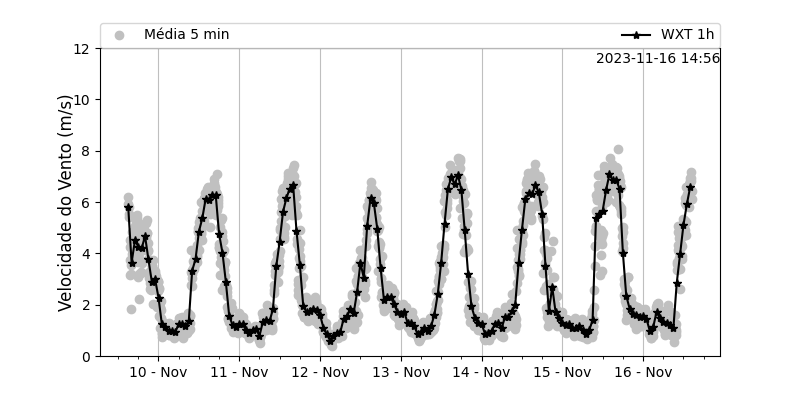 Média 5 min
WXT 1h
2023-11-16 14:56
Velocidade do Vento (m/s)
12
10
8
6
4
2
0
10 - Nov
11 - Nov
12 - Nov
13 - Nov
14 - Nov
15 - Nov
16 - Nov